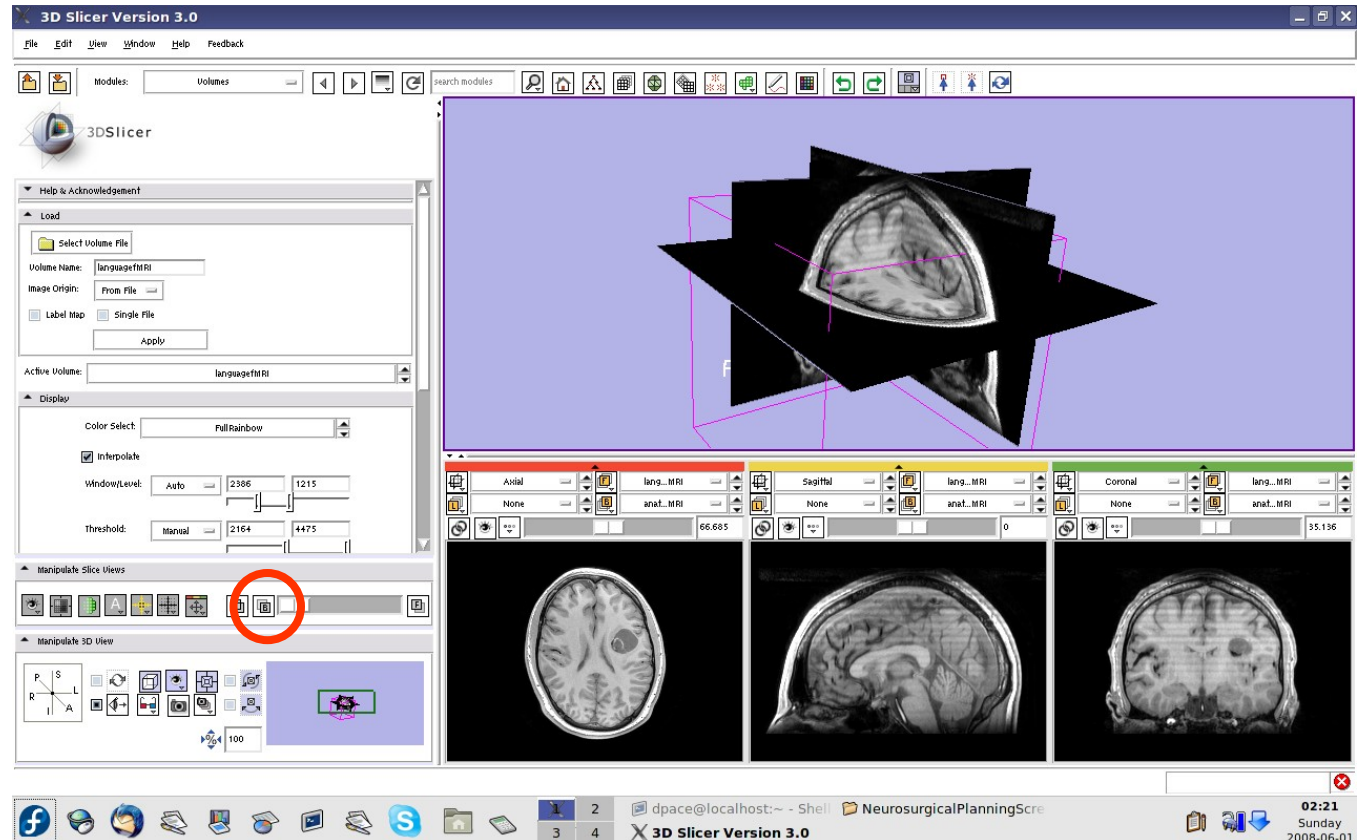 3D Slicer Version 3.0
File Edit View Window Help Feedback
Modules: Volumes search modules
3DSlicer
Help & Acknowledgement
Load
Select Volume File
Volume Name: languagefMRI
Image Origin: From File
Label Map Single File
Apply
Active Volume: languagefMRI
Display
Color Select: FullRainbow
Interpolate
Window/Level: Auto 2386 1215
Threshold: Manual 2164 4475
Manipulate Slice Views
A B F
Manipulate 3D View
P S
R L
I A
% 100
Axial F lang...MRI
L None B anat...MRI
66.685
Sagittal F lang...MRI
L None B anat...MRI
0
Coronal F lang...MRI
L None B anat...MRI
35.136
1 2 dpace@localhost:~ - Shell NeurosurgicalPlanningScre
3 4 3D Slicer Version 3.0
02:21
Sunday
2008-06-01